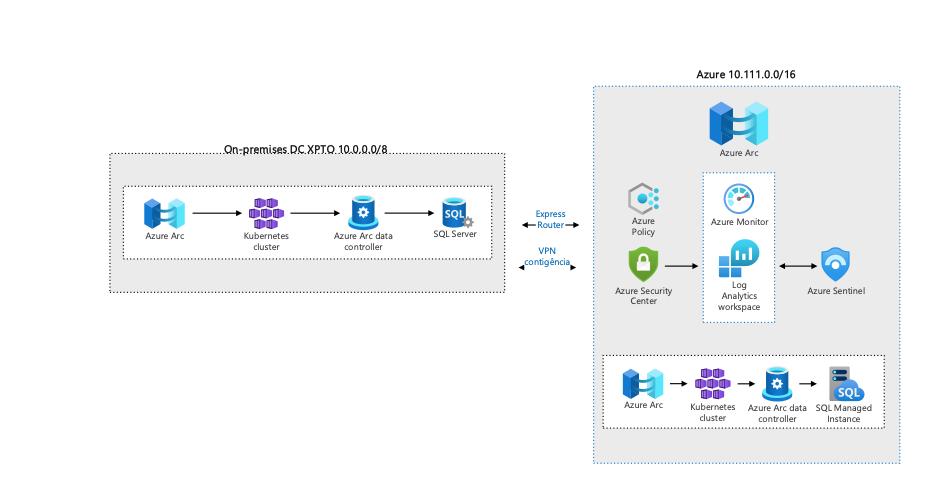 Azure 10.111.0.0/16
Azure Arc
On-premises DC XPTO 10.0.0.0/8
Azure Arc
Kubernetes
cluster
Azure Arc data
controller
SQL
SQL Server
Express
Router
VPN
contigência
Azure
Policy
Azure Monitor
Azure Security
Center
Log
Analytics
workspace
Azure Sentinel
Azure Arc
Kubernetes
cluster
Azure Arc data
controller
SQL
SQL Managed
Instance